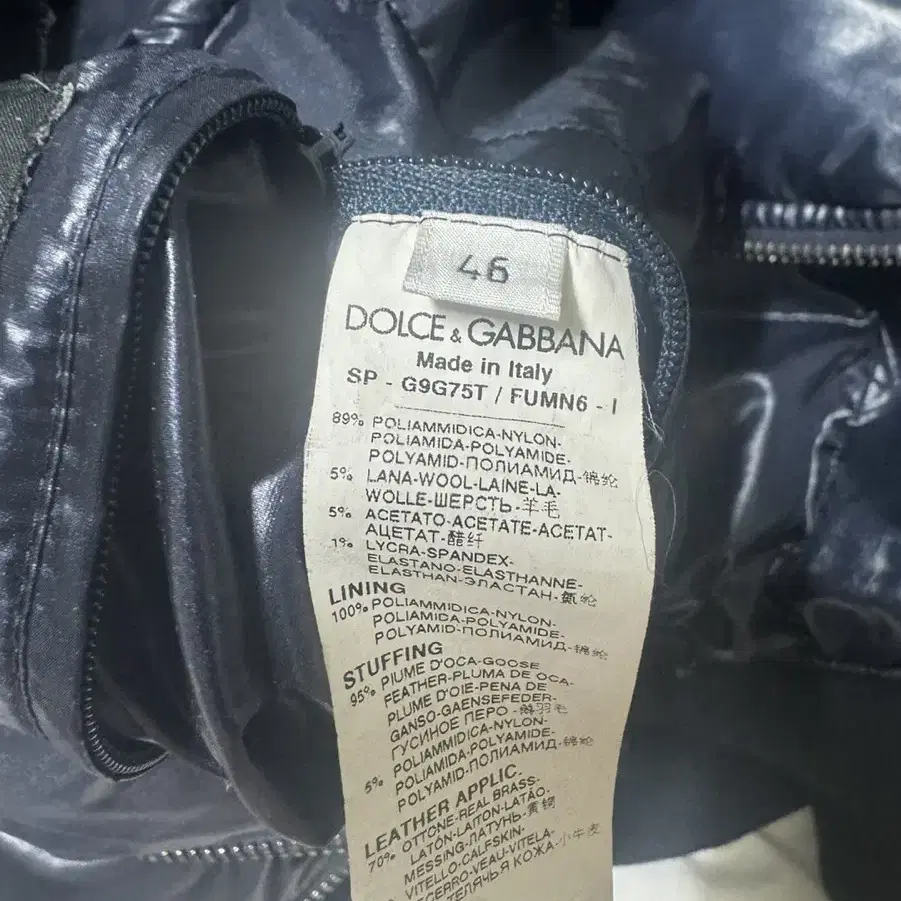 46
DOLCE & GABBANA
Made in Italy
SP - G9G75T / FUMN6 - I
89% POLIAMMIDICA-NYLON-
POLIAMIDA-POLYAMIDE-
POLYAMID-ПОЛИАМИД-锦纶
5% LANA-WOOL-LAINE-LA-
WOLLE-ШЕРСТЬ-羊毛
5% ACETATO-ACETATE-ACETAT-
АЦЕТАТ-醋纤
1% LYCRA-SPANDEX-
ELASTANO-ELASTHANNE-
ELASTHAN-ЭЛАСТАН-氨纶
LINING
100% POLIAMMIDICA-NYLON-
POLIAMIDA-POLYAMIDE-
POLYAMID-ПОЛИАМИД-锦纶
STUFFING
95% PIUME D'OCA-GOOSE
FEATHER-PLUMA DE OCA-
PLUME D'OIE-PENA DE
GANSO-GAENSEFEDER-
ГУСИНОЕ ПЕРО-鹅羽毛
5% POLIAMMIDICA-NYLON-
POLIAMIDA-POLYAMIDE-
POLYAMID-ПОЛИАМИД-锦纶
LEATHER APPLIC.
70% OTTONE-REAL BRASS-
LATÓN-LAITON-LATÃO-
MESSING-ЛАТУНЬ-黄铜
VITELLO-CALFSKIN-
BECERRO-VEAU-VITELA-
ТЕЛЯЧЬЯ КОЖА-小牛皮